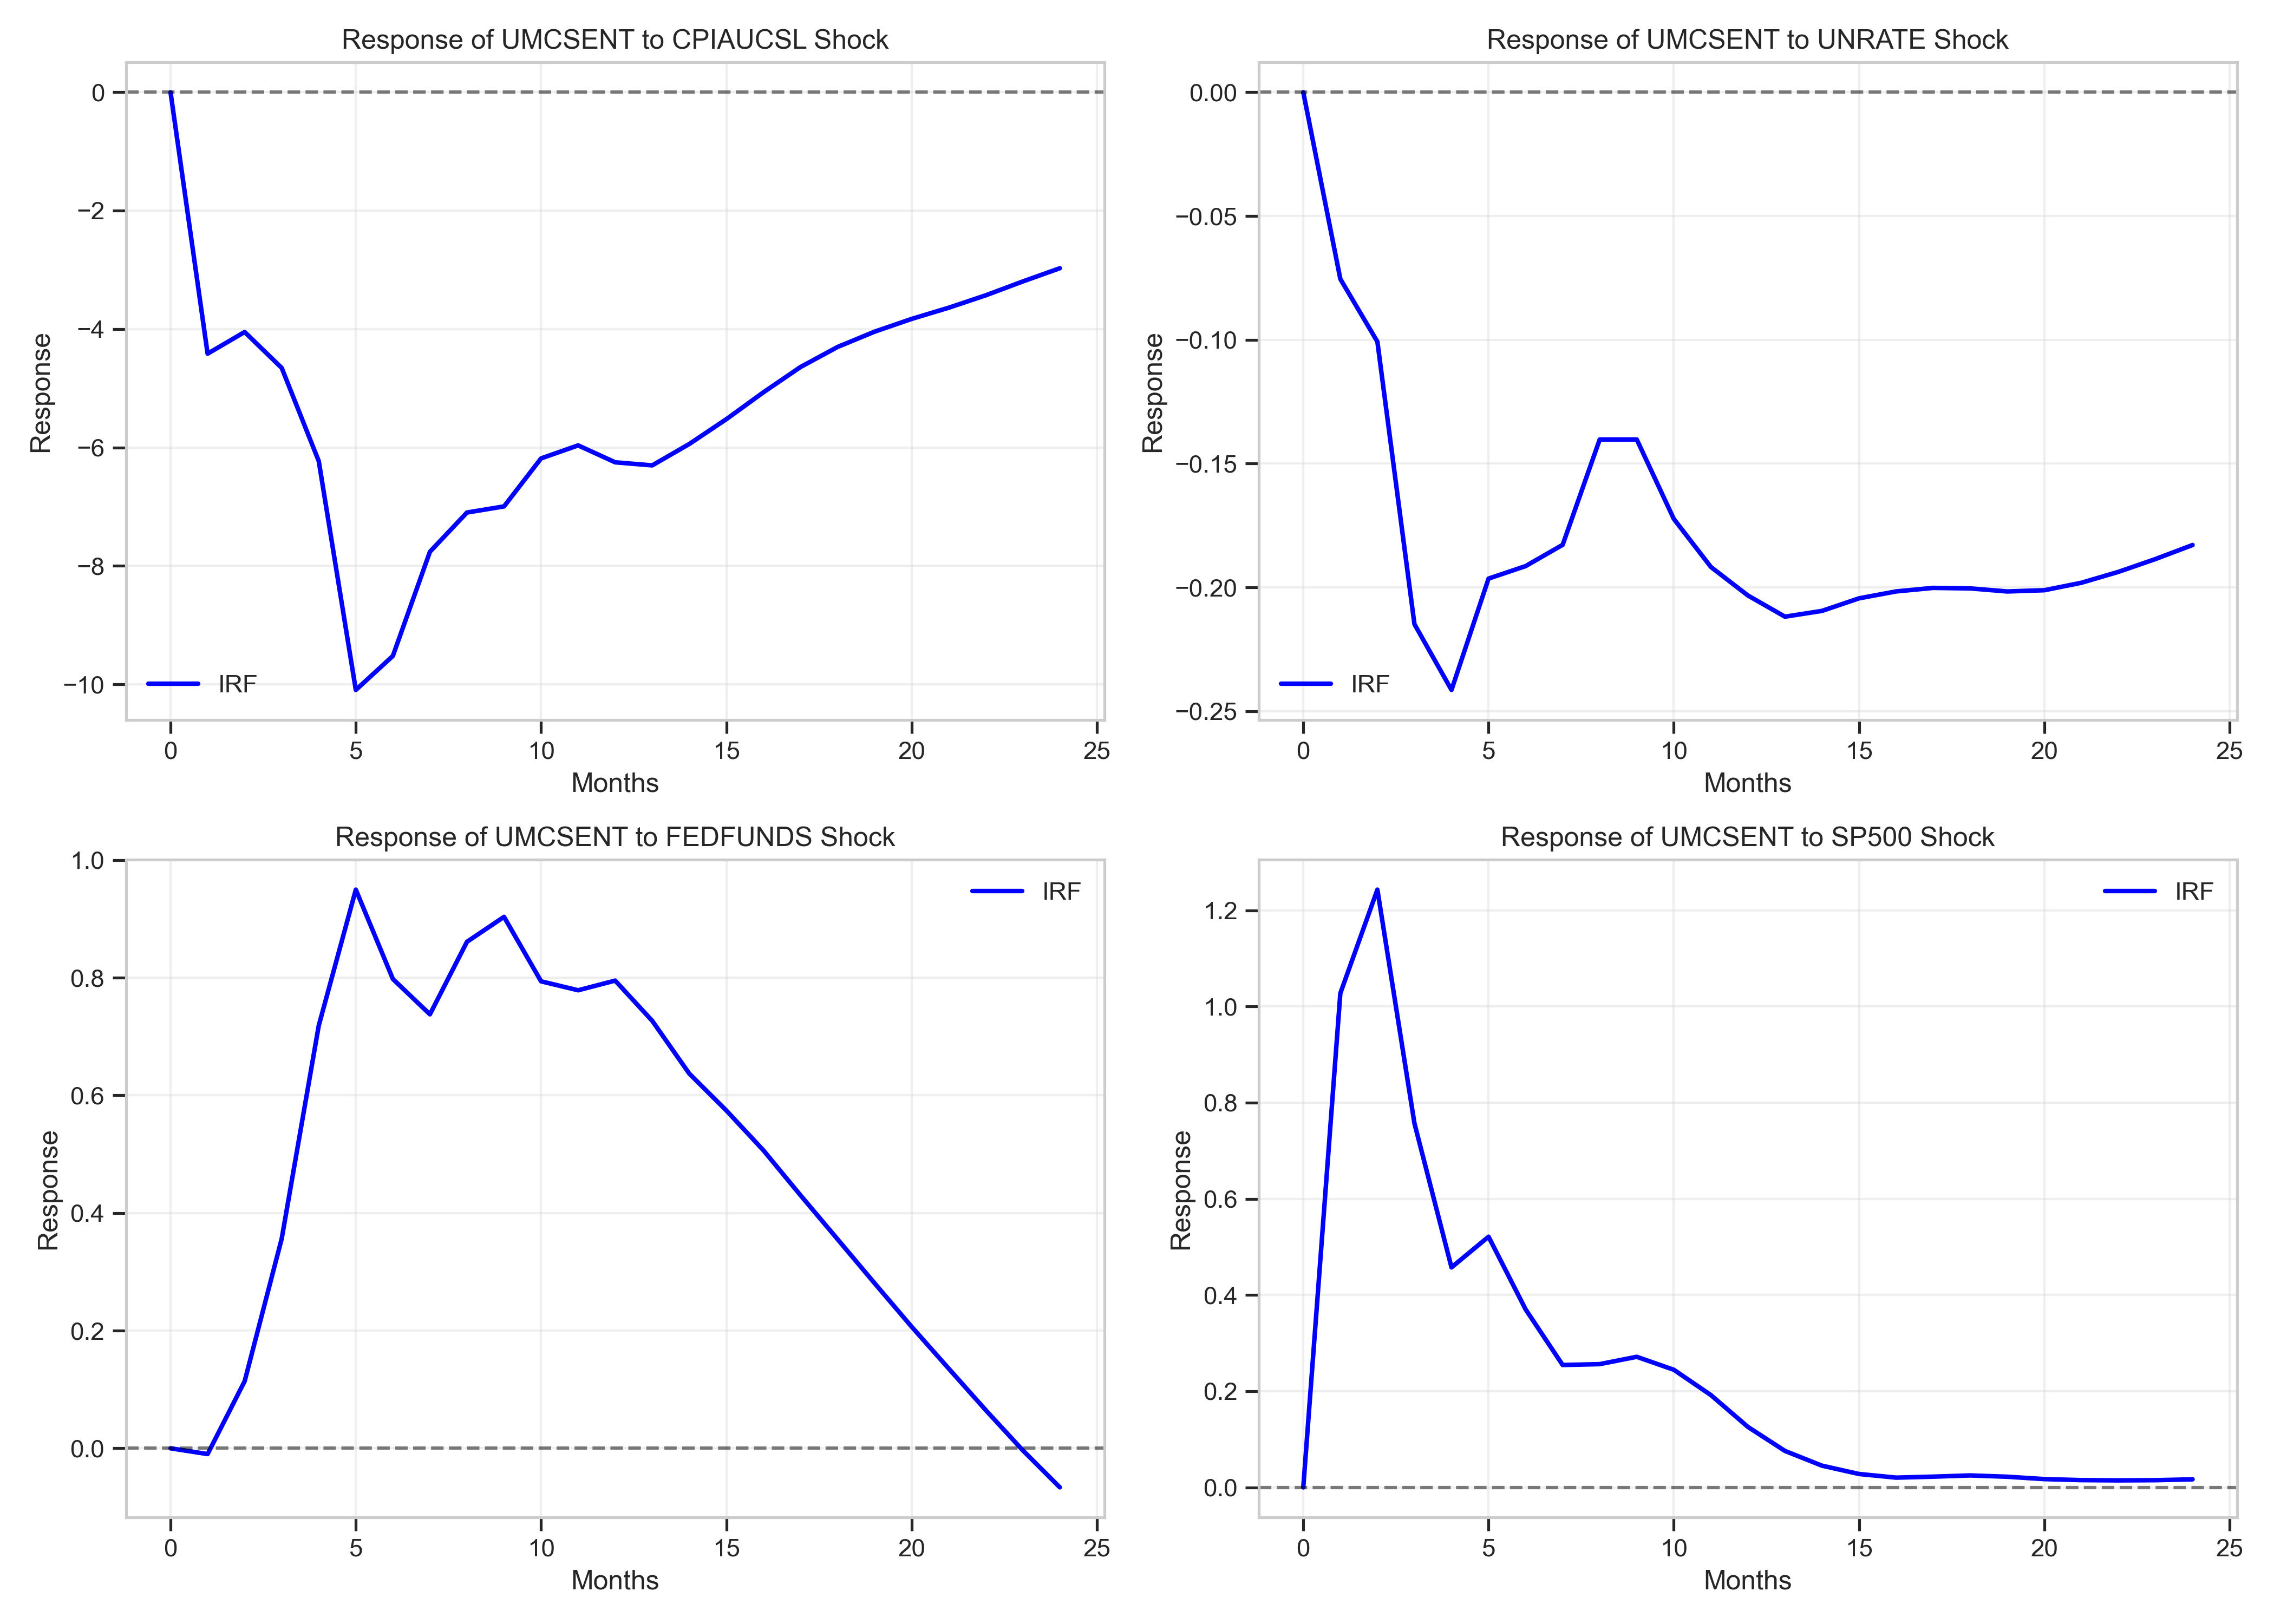 Response of UMCSENT to CPIAUCSL Shock
0
−2
−4
−6
−8
−10
Response
IRF
0 5 10 15 20 25
Months
Response of UMCSENT to UNRATE Shock
0.00
−0.05
−0.10
−0.15
−0.20
−0.25
Response
IRF
0 5 10 15 20 25
Months
Response of UMCSENT to FEDFUNDS Shock
1.0
0.8
0.6
0.4
0.2
0.0
Response
IRF
0 5 10 15 20 25
Months
Response of UMCSENT to SP500 Shock
1.2
1.0
0.8
0.6
0.4
0.2
0.0
Response
IRF
0 5 10 15 20 25
Months